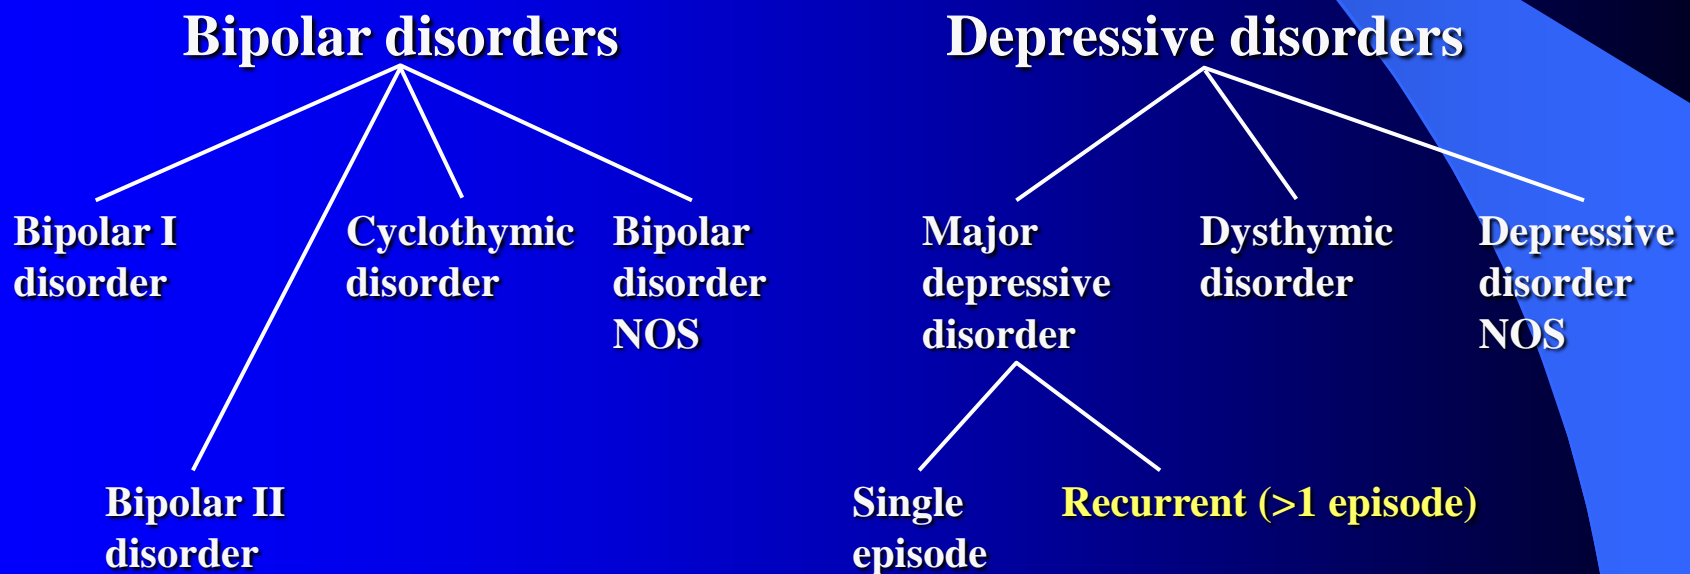 Bipolar disorders
Depressive disorders
Bipolar I
disorder
Cyclothymic
disorder
Bipolar
disorder
NOS
Major
depressive
disorder
Dysthymic
disorder
Depressive
disorder
NOS
Bipolar II
disorder
Single
episode
Recurrent (>1 episode)